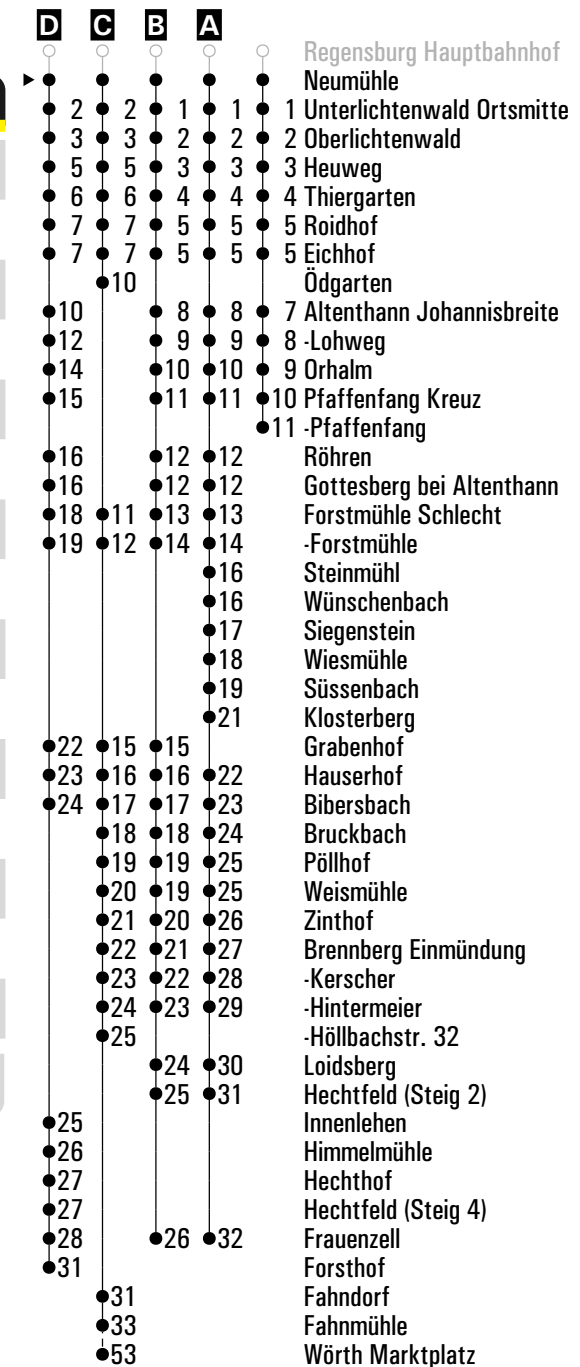 D C B A
Regensburg Hauptbahnhof
Neumühle
2 2 1 1 1 Unterlichtenwald Ortsmitte
3 3 2 2 2 Oberlichtenwald
5 5 3 3 3 Heuweg
6 6 4 4 4 Thiergarten
7 7 5 5 5 Roidhof
7 7 5 5 5 Eichhof
10 Ödgarten
10 8 8 7 Altenthann Johannisbreite
12 9 9 8 -Lohweg
14 10 10 9 Orhalm
15 11 11 10 Pfaffenfang Kreuz
11 -Pfaffenfang
16 12 12 Röhren
16 12 12 Gottesberg bei Altenthann
18 11 13 13 Forstmühle Schlecht
19 12 14 14 -Forstmühle
16 Steinmühl
16 Wünschenbach
17 Siegenstein
18 Wiesmühle
19 Süssenbach
21 Klosterberg
22 15 15 Grabenhof
23 16 16 22 Hauserhof
24 17 17 23 Bibersbach
18 18 24 Bruckbach
19 19 25 Pöllhof
20 19 25 Weismühle
21 20 26 Zinthof
22 21 27 Brennberg Einmündung
23 22 28 -Kerscher
24 23 29 -Hintermeier
25 -Höllbachstr. 32
24 30 Loidsberg
25 31 Hechtfeld (Steig 2)
25 Innenlehen
26 Himmelmühle
27 Hechthof
27 Hechtfeld (Steig 4)
28 26 32 Frauenzell
31 Forsthof
31 Fahndorf
33 Fahnmühle
53 Wörth Marktplatz